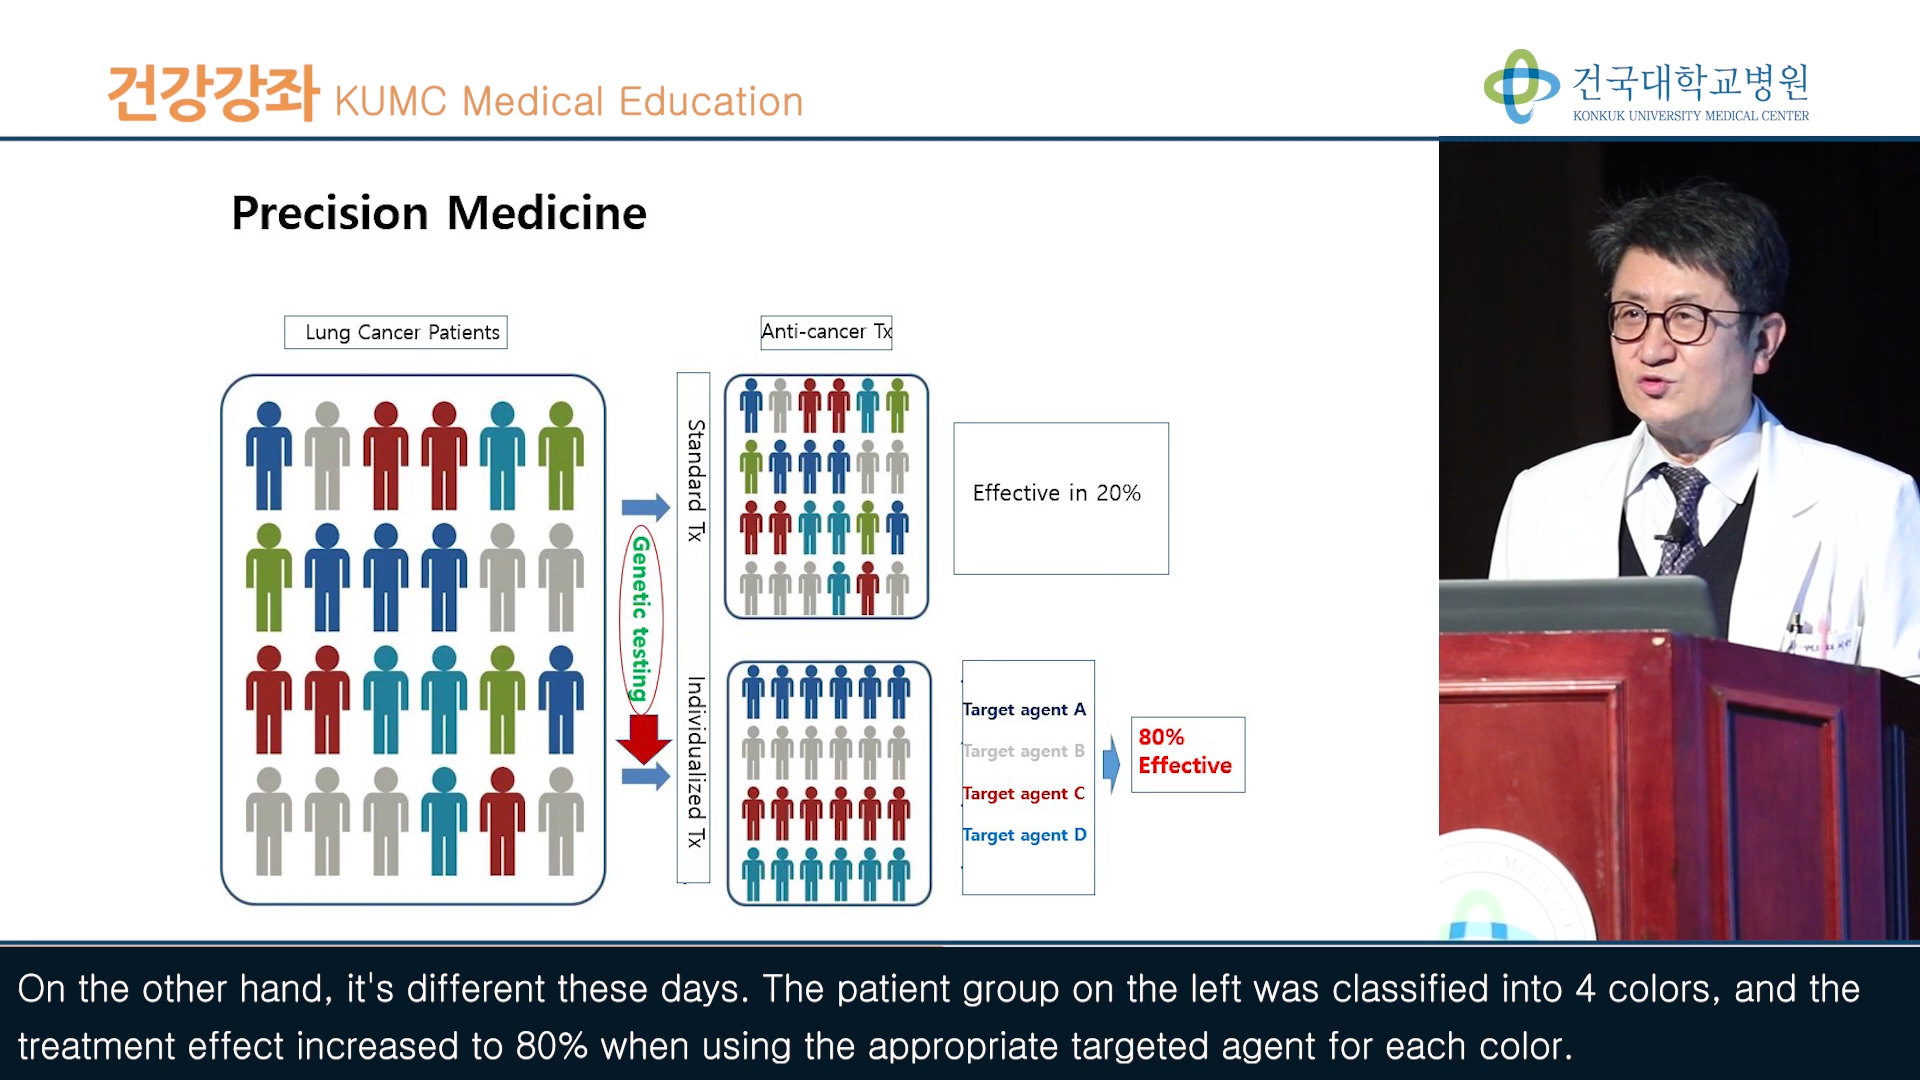 건강강좌 KUMC Medical Education
건국대학교병원
KONKUK UNIVERSITY MEDICAL CENTER
Precision Medicine
Lung Cancer Patients
Anti-cancer Tx
Standard Tx
Effective in 20%
Genetic testing
Individualized Tx
Target agent A
Target agent B
Target agent C
Target agent D
80%
Effective
On the other hand, it's different these days. The patient group on the left was classified into 4 colors, and the
treatment effect increased to 80% when using the appropriate targeted agent for each color.